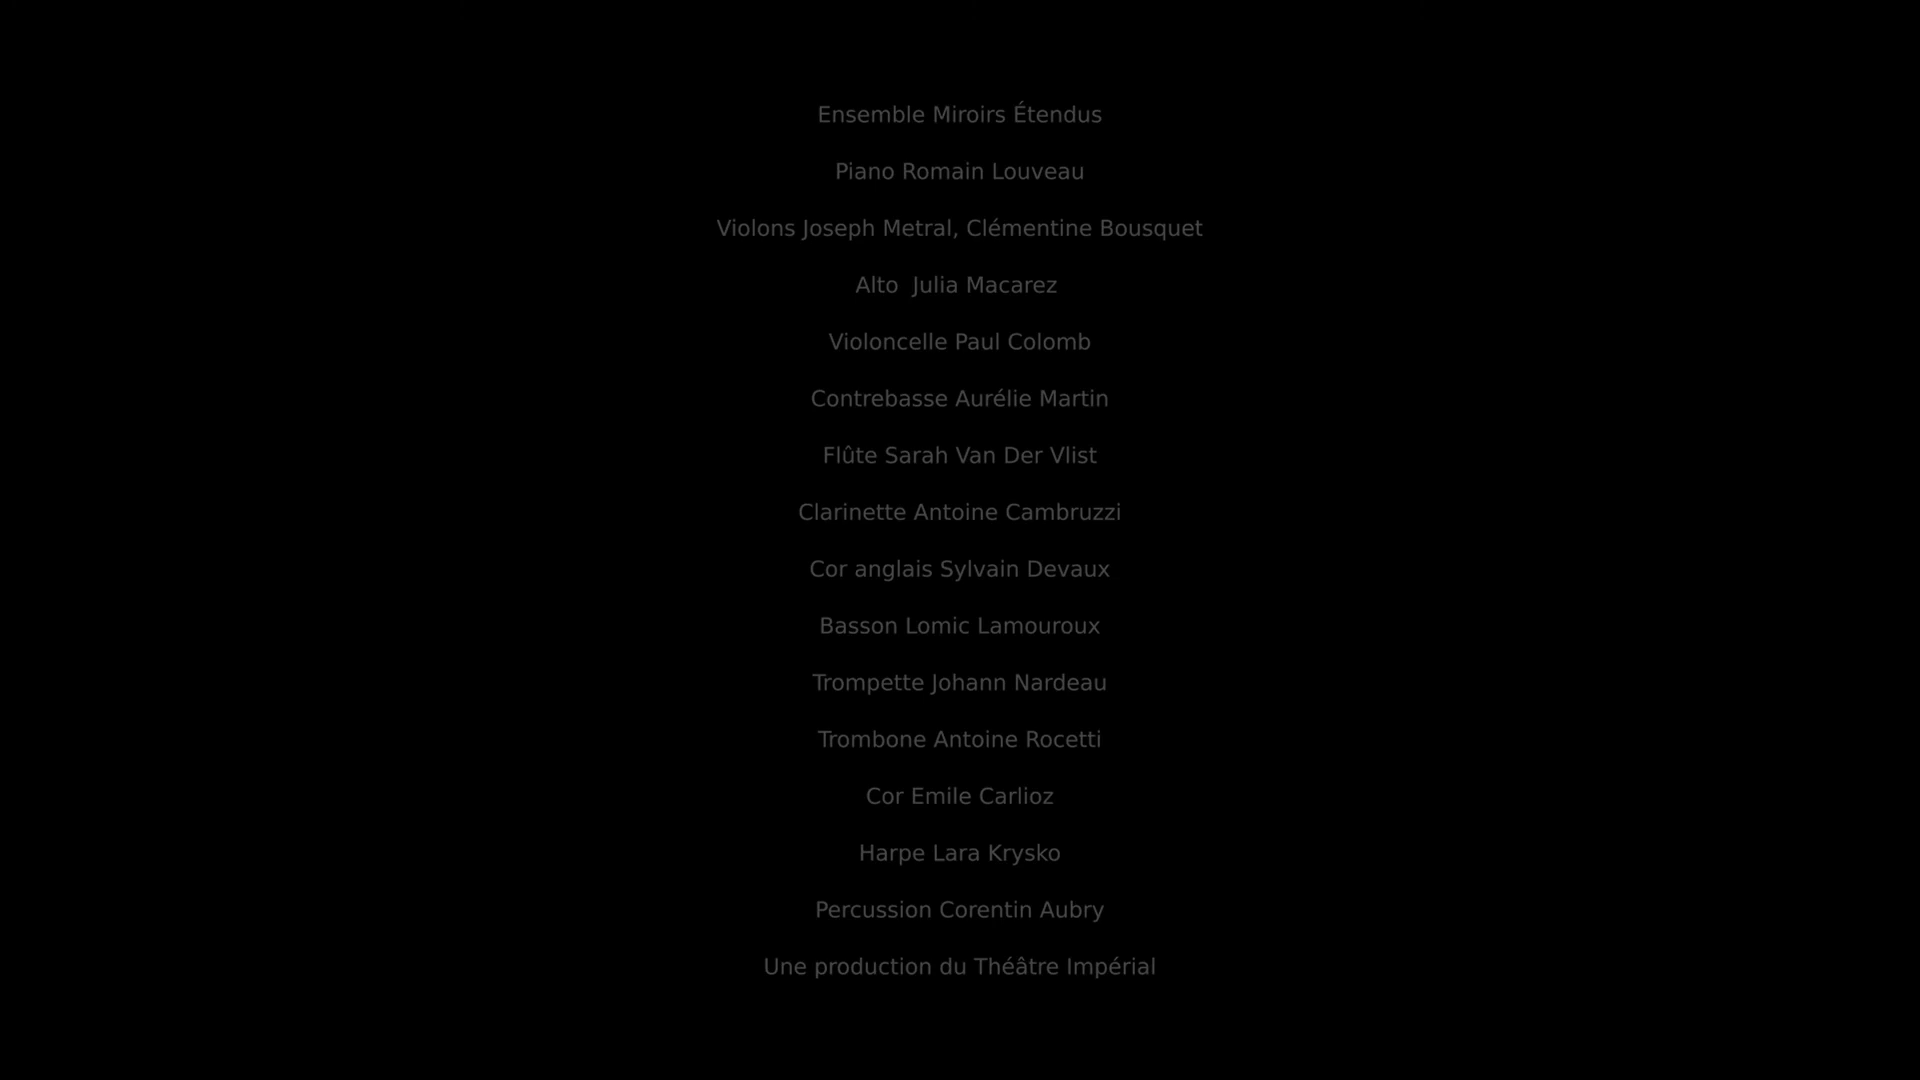 Ensemble Miroirs Étendus
Piano Romain Louveau
Violons Joseph Metral, Clémentine Bousquet
Alto  Julia Macarez
Violoncelle Paul Colomb
Contrebasse Aurélie Martin
Flûte Sarah Van Der Vlist
Clarinette Antoine Cambruzzi
Cor anglais Sylvain Devaux
Basson Lomic Lamouroux
Trompette Johann Nardeau
Trombone Antoine Rocetti
Cor Emile Carlioz
Harpe Lara Krysko
Percussion Corentin Aubry
Une production du Théâtre Impérial